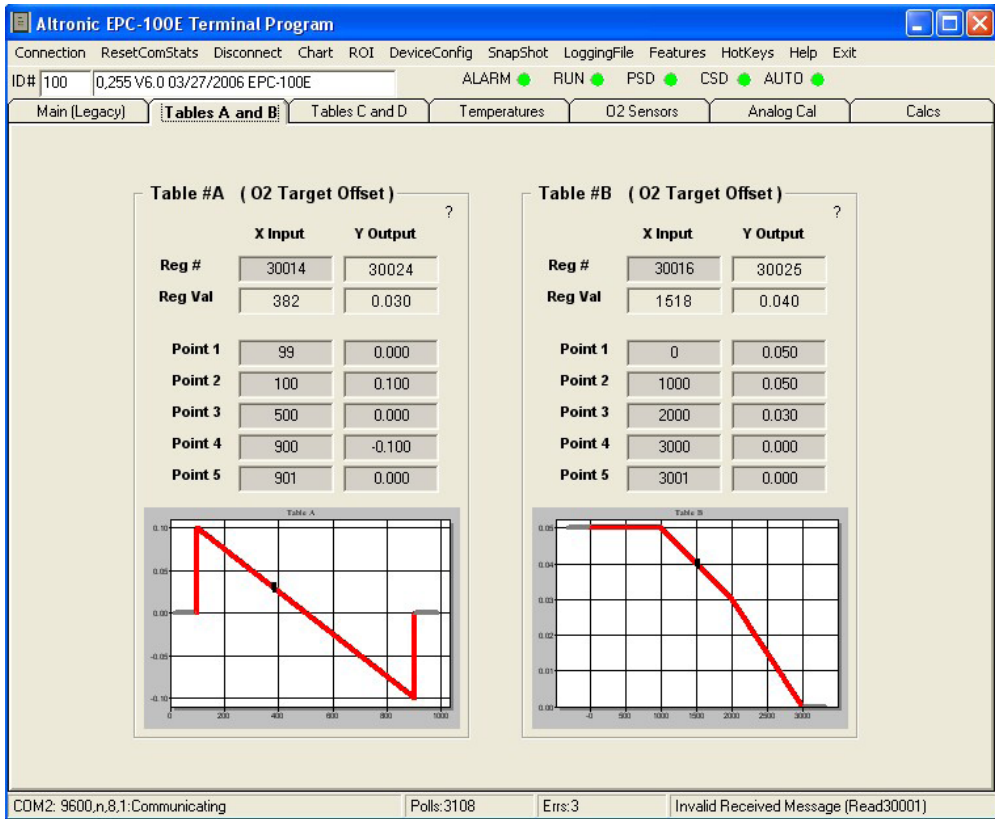 Altronic EPC-100E Terminal Program
Connection ResetComStats Disconnect Chart ROI DeviceConfig SnapShot LoggingFile Features HotKeys Help Exit
ID# 100 0,255 V6.0 03/27/2006 EPC-100E ALARM RUN PSD CSD AUTO
Main (Legacy) Tables A and B Tables C and D Temperatures O2 Sensors Analog Cal Calcs
Table #A ( O2 Target Offset )
?
X Input Y Output
Reg # 30014 30024
Reg Val 382 0.030
Point 1 99 0.000
Point 2 100 0.100
Point 3 500 0.000
Point 4 900 -0.100
Point 5 901 0.000
Table A
0.10
0.05
0.00
-0.05
-0.10
0 200 400 600 800 1000
Table #B ( O2 Target Offset )
?
X Input Y Output
Reg # 30016 30025
Reg Val 1518 0.040
Point 1 0 0.050
Point 2 1000 0.050
Point 3 2000 0.030
Point 4 3000 0.000
Point 5 3001 0.000
Table B
0.05
0.04
0.03
0.02
0.01
0.00
-0 500 1000 1500 2000 2500 3000
COM2: 9600,n,8,1:Communicating Polls:3108 Errs:3 Invalid Received Message (Read30001)